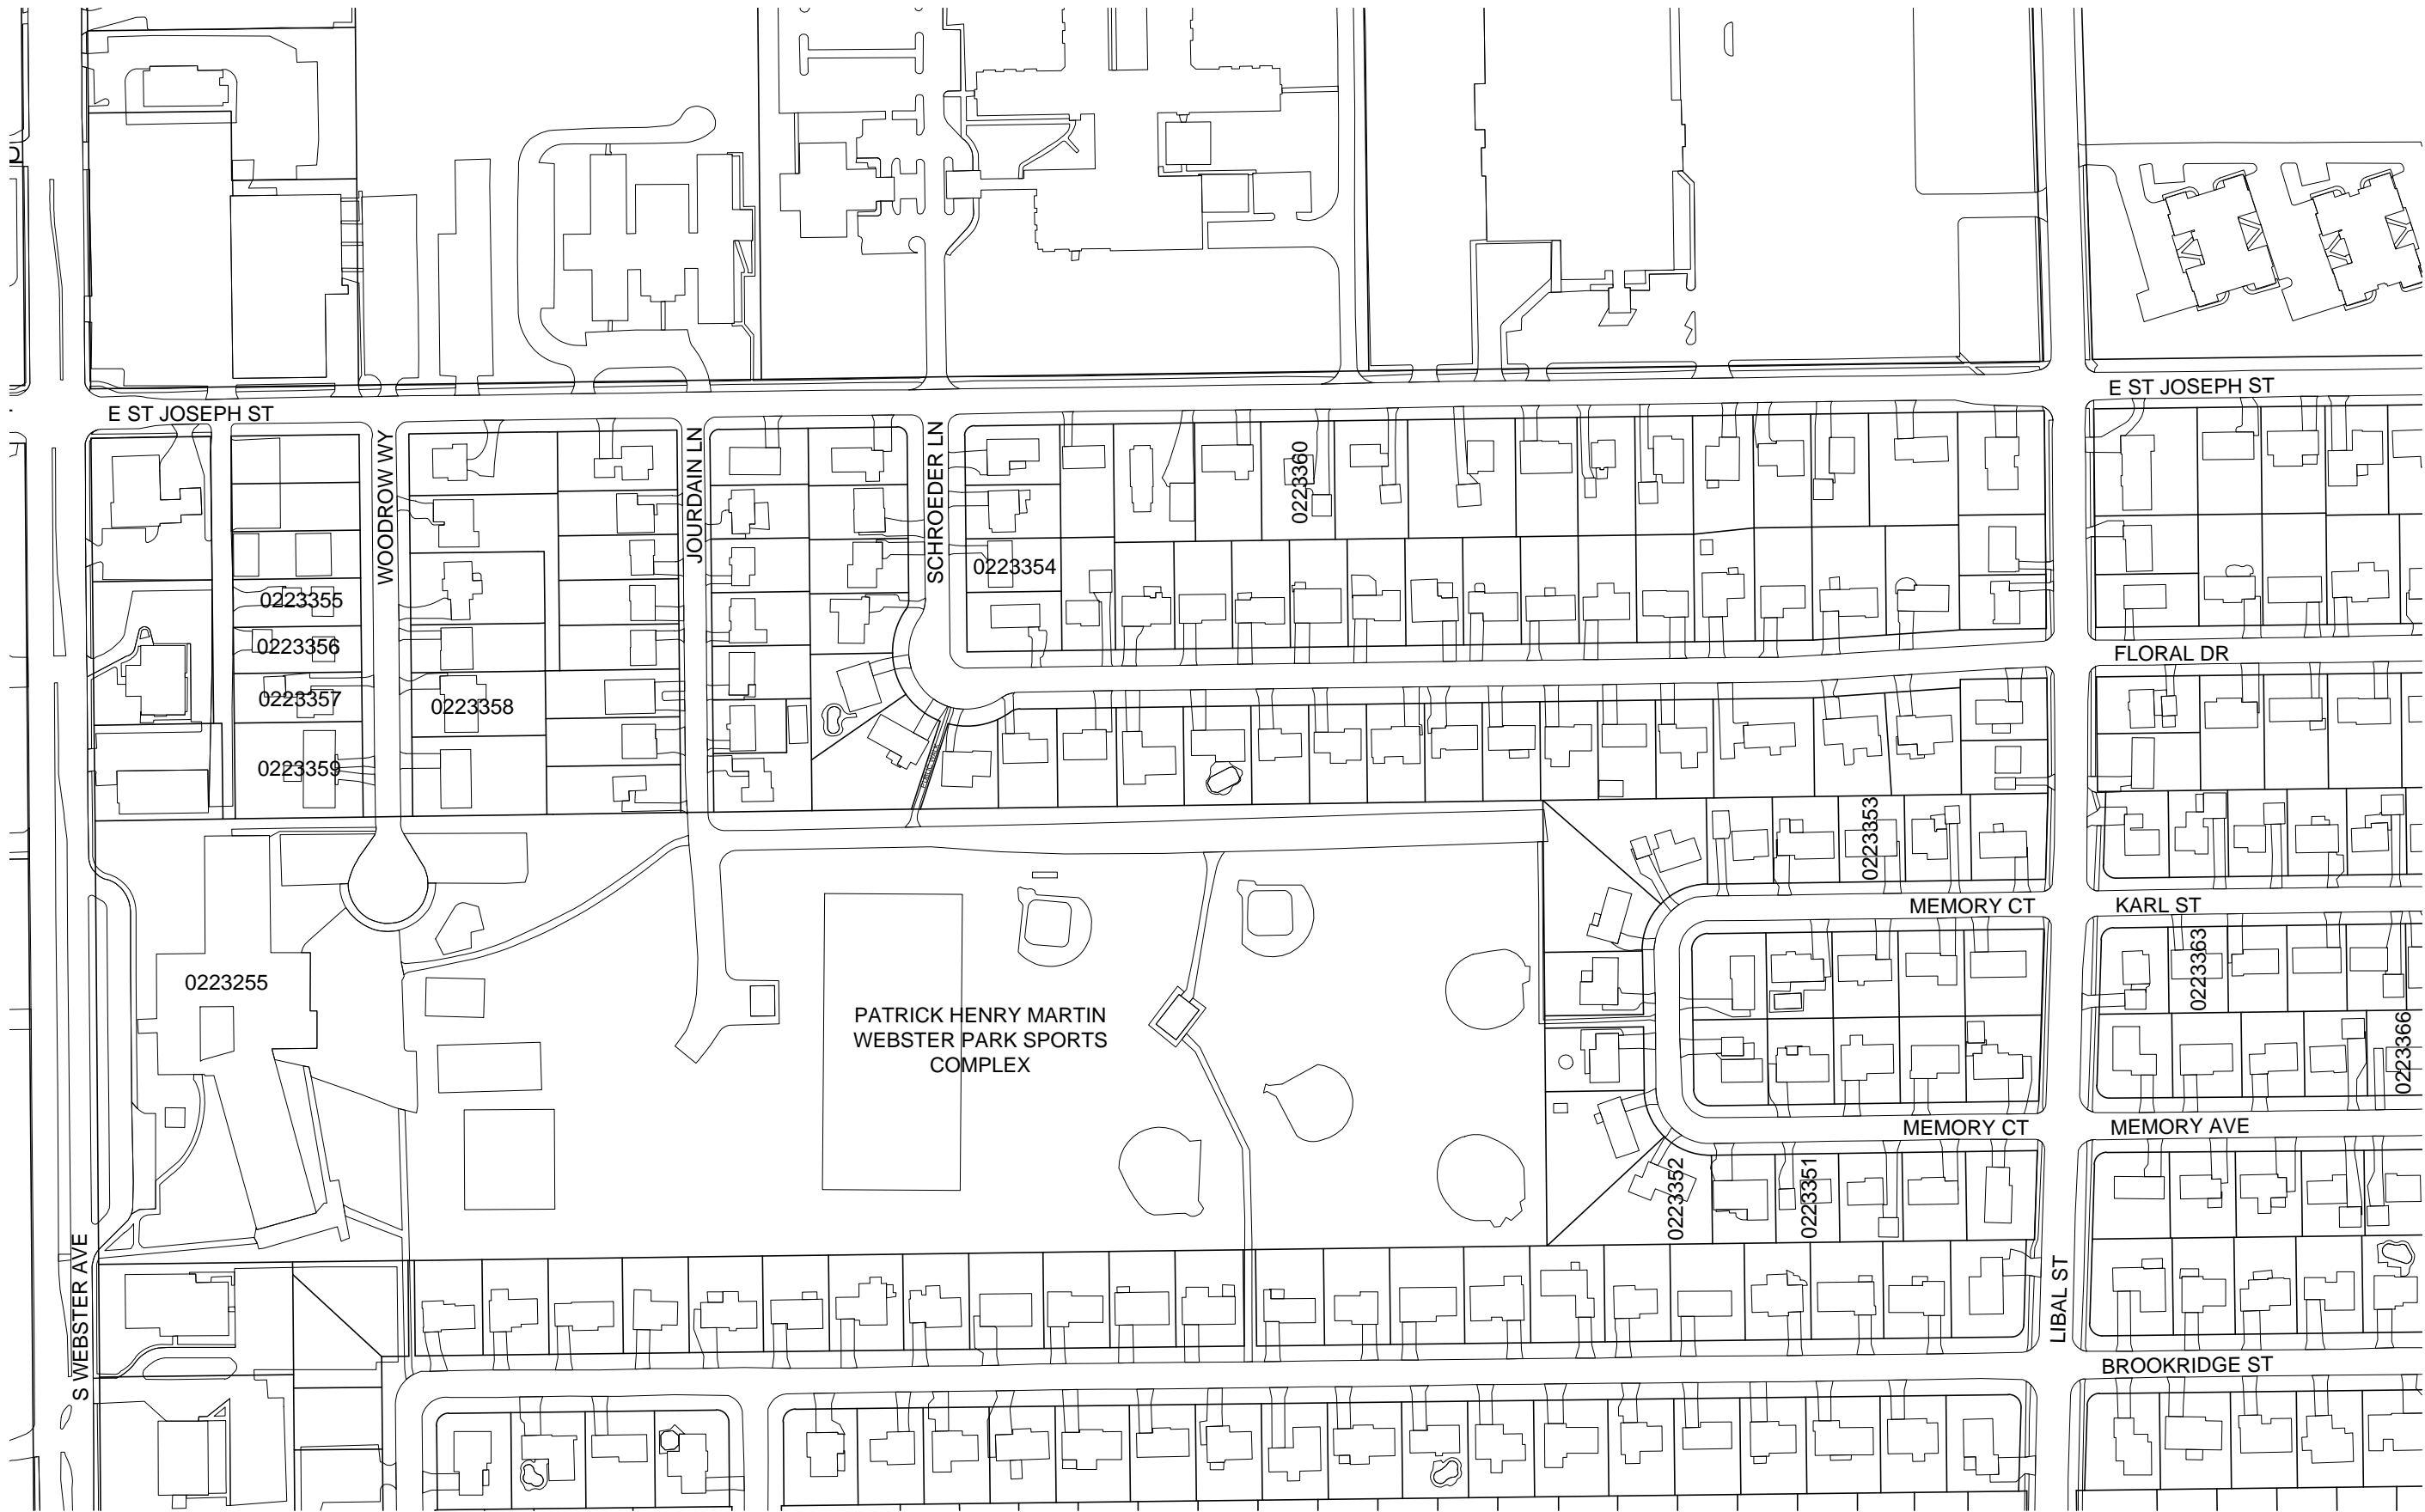 E ST JOSEPH ST
E ST JOSEPH ST
WOODROW WY
JOURDAIN LN
SCHROEDER LN
0223360
0223354
0223355
0223356
0223357
0223358
0223359
FLORAL DR
0223353
MEMORY CT
KARL ST
0223363
0223255
PATRICK HENRY MARTIN
WEBSTER PARK SPORTS
COMPLEX
0223366
MEMORY CT
MEMORY AVE
0223352
0223351
S WEBSTER AVE
LIBAL ST
BROOKRIDGE ST